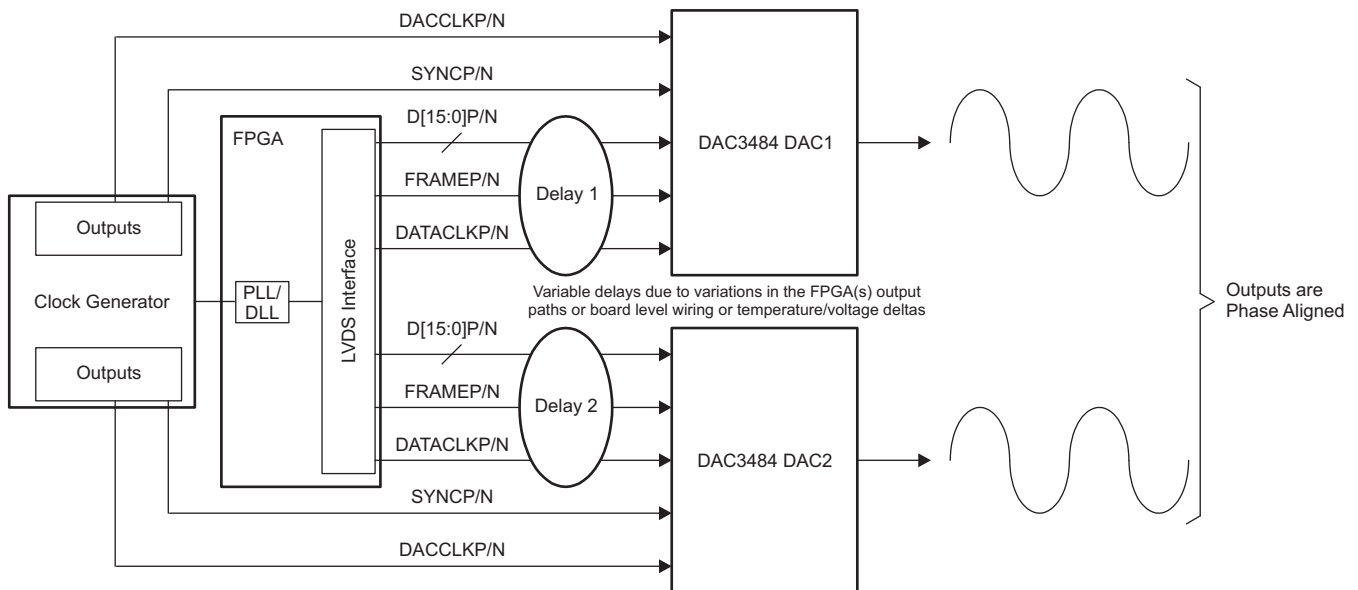 DACCLKP/N
SYNCP/N
D[15:0]P/N
FPGA
DAC3484 DAC1
FRAMEP/N
Delay 1
Outputs
DATACLKP/N
LVDS Interface
Clock Generator
PLL/
DLL
Variable delays due to variations in the FPGA(s) output
paths or board level wiring or temperature/voltage deltas
Outputs are
Phase Aligned
D[15:0]P/N
Outputs
FRAMEP/N
Delay 2
DATACLKP/N
DAC3484 DAC2
SYNCP/N
DACCLKP/N